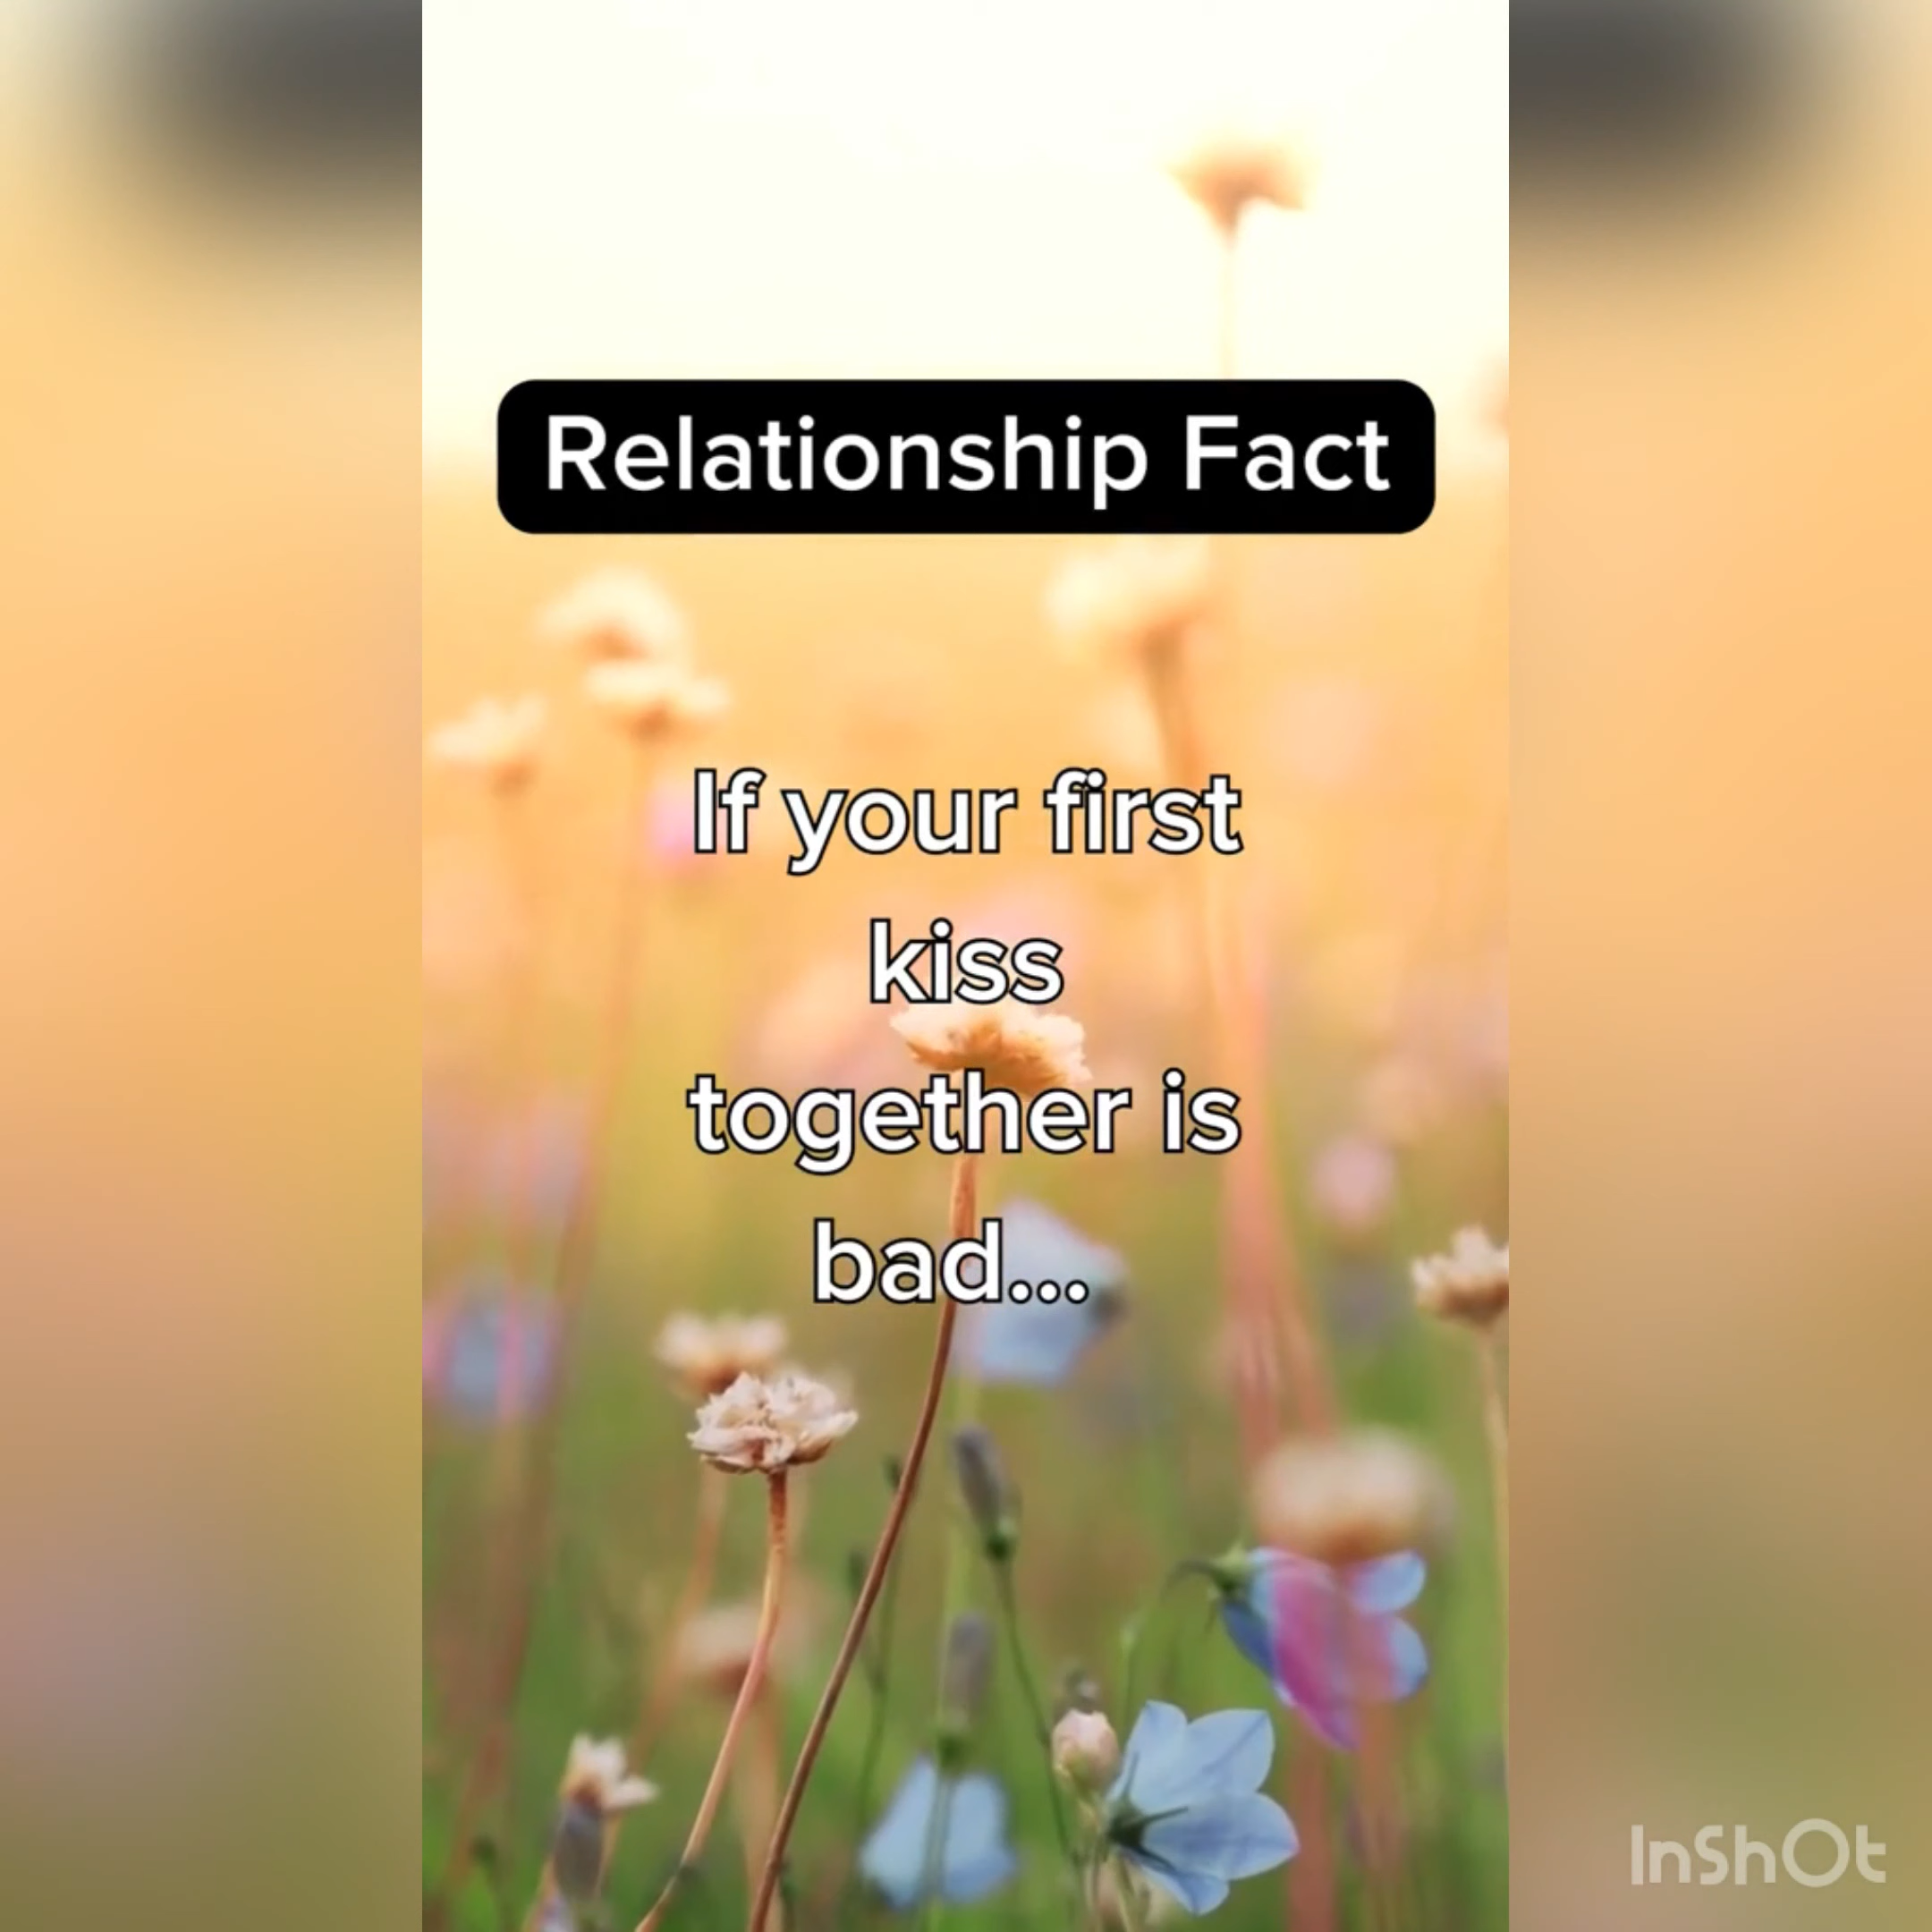 Relationship Fact
If your first
kiss
together is
bad...
InShOt